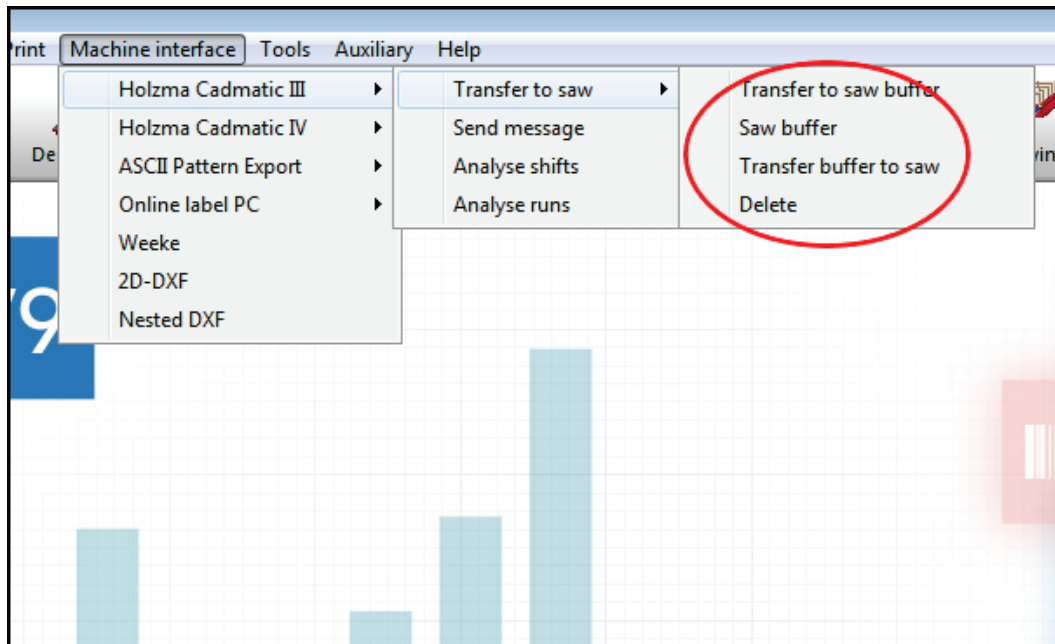 Print Machine interface Tools Auxiliary Help
Holzma Cadmatic III
Holzma Cadmatic IV
ASCII Pattern Export
Online label PC
Weeke
2D-DXF
Nested DXF
Transfer to saw
Send message
Analyse shifts
Analyse runs
Transfer to saw buffer
Saw buffer
Transfer buffer to saw
Delete
De
V9